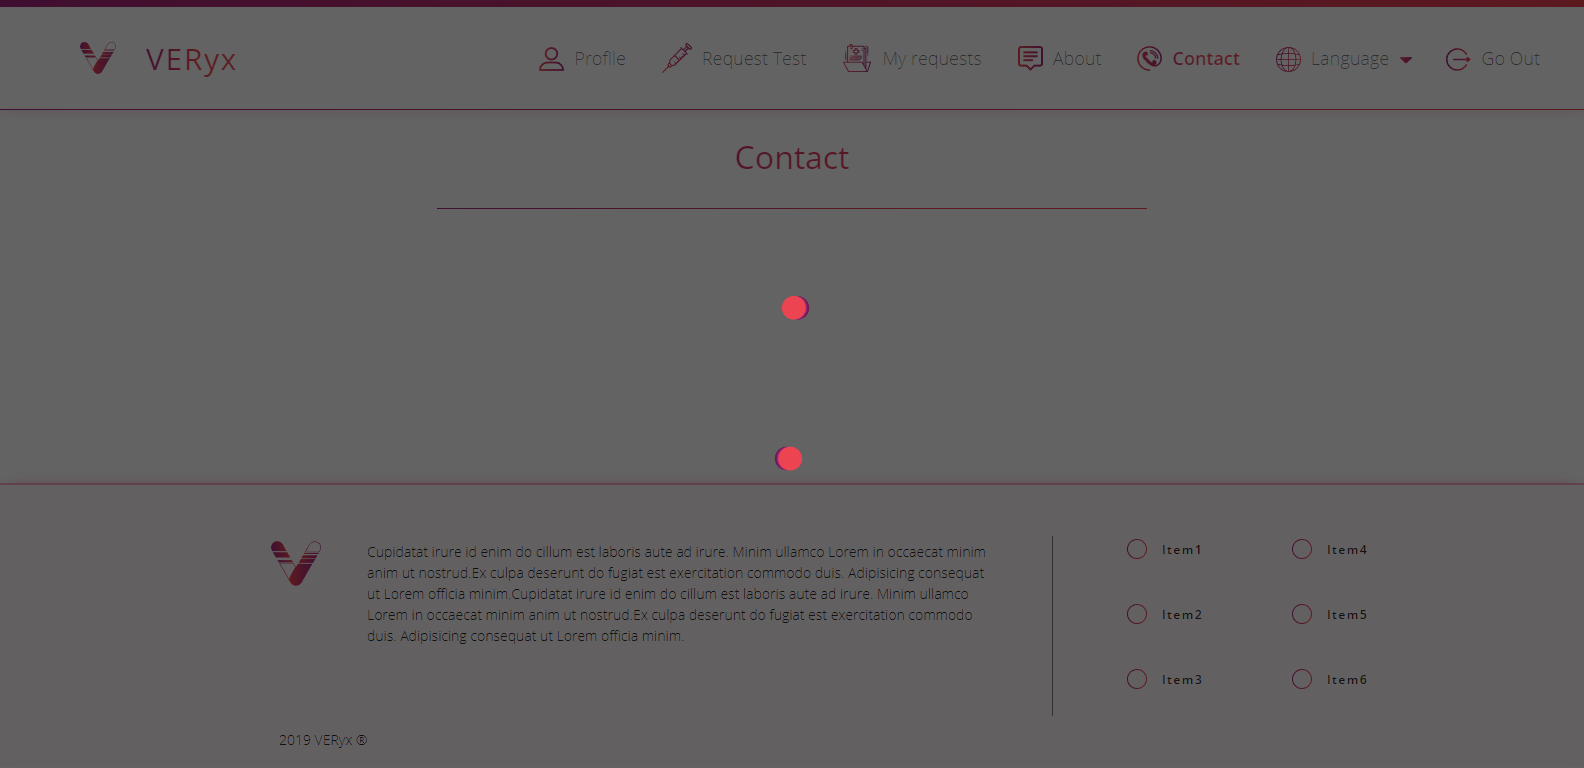 VERyx
Profile
Request Test
My requests
About
Contact
Language
Go Out
Contact
Cupidatat irure id enim do cillum est laboris aute ad irure. Minim ullamco Lorem in occaecat minim
anim ut nostrud.Ex culpa deserunt do fugiat est exercitation commodo duis. Adipisicing consequat
ut Lorem officia minim.Cupidatat irure id enim do cillum est laboris aute ad irure. Minim ullamco
Lorem in occaecat minim anim ut nostrud.Ex culpa deserunt do fugiat est exercitation commodo
duis. Adipisicing consequat ut Lorem officia minim.
Item1
Item4
Item2
Item5
Item3
Item6
2019 VERyx ®